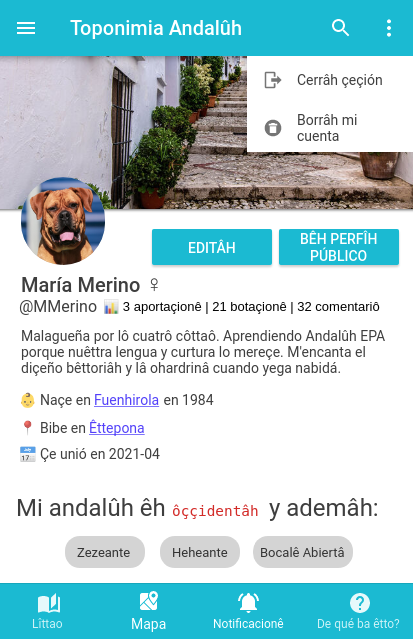 Toponimia Andalûh
Cerrâh çeçión
Borrâh mi
cuenta
EDITÂH
BÊH PERFÎH
PÚBLICO
María Merino ♀
@MMerino 📊 3 aportaçionê | 21 botaçionê | 32 comentariô
Malagueña por lô cuatrô côttaô. Aprendiendo Andalûh EPA
porque nuêttra lengua y curtura lo mereçe. M'encanta el
diçeño bêttoriâh y lâ ohardrinâ cuando yega nabidá.
👶 Naçe en Fuenhirola en 1984
📍 Bibe en Êttepona
📅 Çe unió en 2021-04
Mi andalûh êh ôççidentâh y ademâh:
Zezeante Heheante Bocalê Abiertâ
Lîttao Mapa Notificacionê De qué ba êtto?